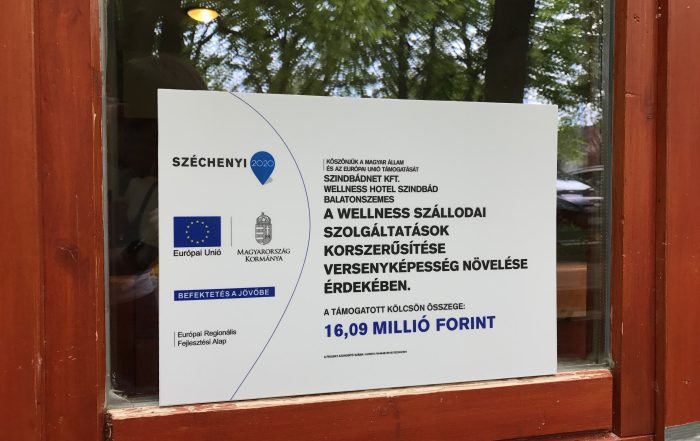 SZÉCHENYI 2020
Európai Unió
MAGYARORSZÁG
KORMÁNYA
BEFEKTETÉS A JÖVŐBE
Európai Regionális
Fejlesztési Alap
KÖSZÖNJÜK A MAGYAR ÁLLAM
ÉS AZ EURÓPAI UNIÓ TÁMOGATÁSÁT
SZINDBÁDNET KFT.
WELLNESS HOTEL SZINDBÁD
BALATONSZEMES
A WELLNESS SZÁLLODAI
SZOLGÁLTATÁSOK
KORSZERŰSÍTÉSE
VERSENYKÉPESSÉG NÖVELÉSE
ÉRDEKÉBEN.
A TÁMOGATOTT KÖLCSÖN ÖSSZEGE:
16,09 MILLIÓ FORINT